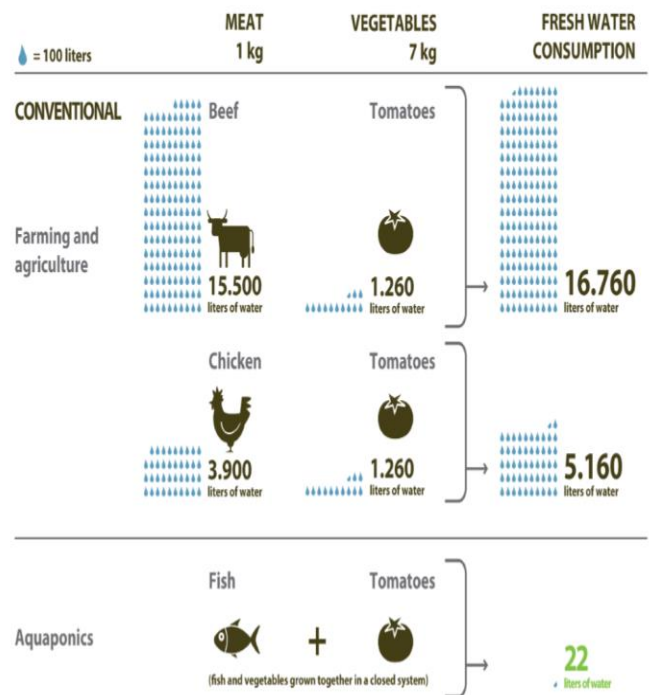 MEAT
1 kg
VEGETABLES
7 kg
FRESH WATER
CONSUMPTION
= 100 liters
CONVENTIONAL
Farming and
agriculture
Beef
15.500
liters of water
Tomatoes
1.260
liters of water
16.760
liters of water
Chicken
3.900
liters of water
Tomatoes
1.260
liters of water
5.160
liters of water
Aquaponics
Fish
Tomatoes
+
(fish and vegetables grown together in a closed system)
22
liters of water